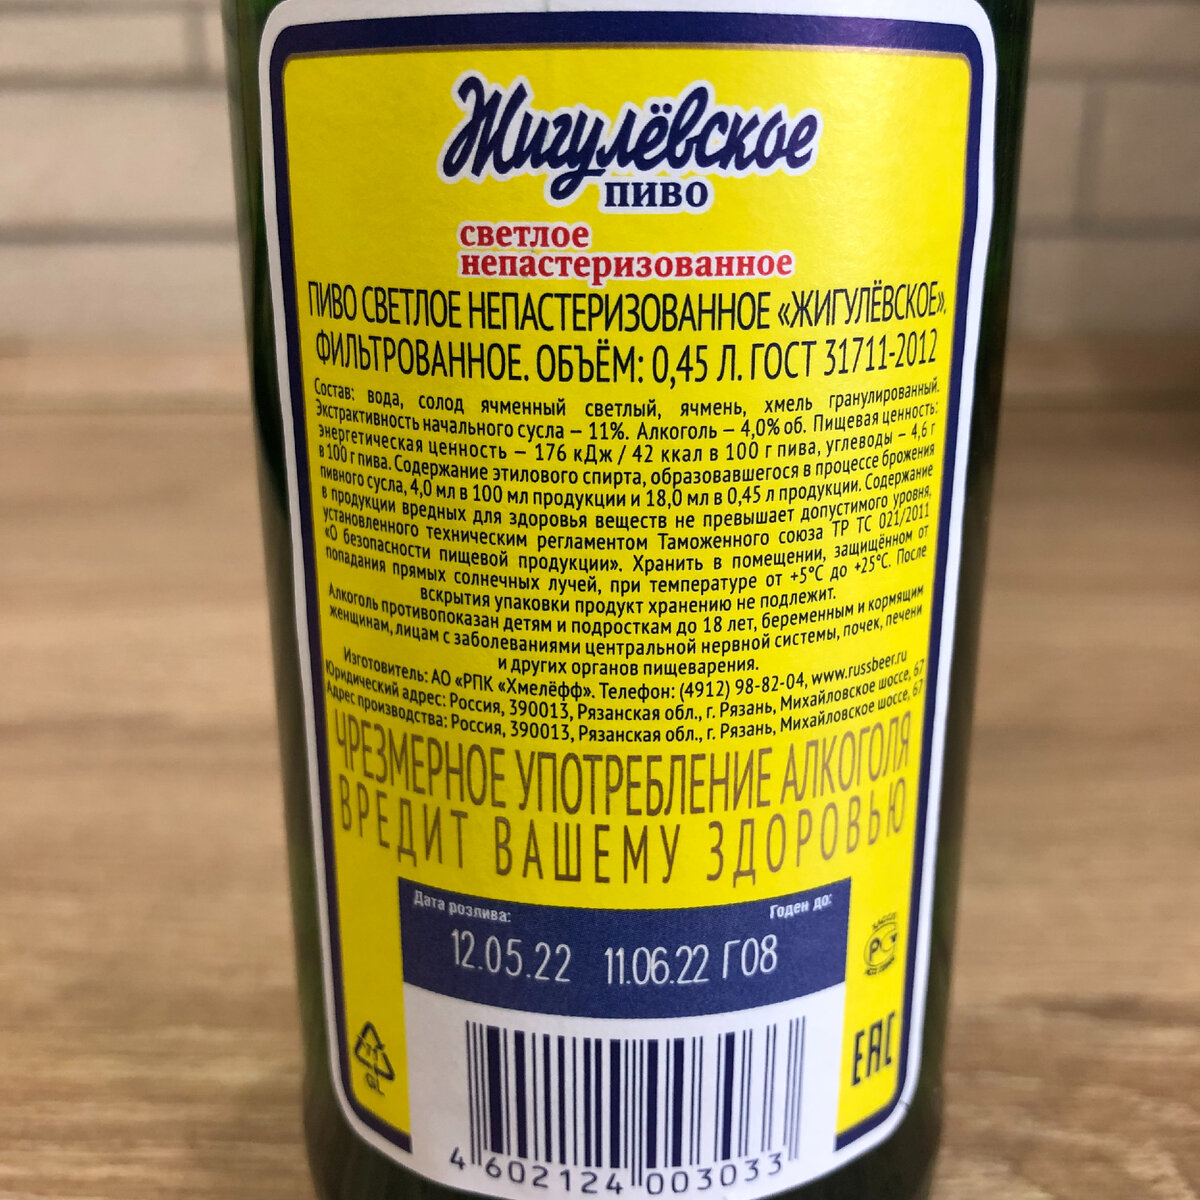 Жигулёвское
пиво
светлое
непастеризованное
ПИВО СВЕТЛОЕ НЕПАСТЕРИЗОВАННОЕ «ЖИГУЛЁВСКОЕ».
ФИЛЬТРОВАННОЕ. ОБЪЁМ: 0,45 Л. ГОСТ 31711-2012
Состав: вода, солод ячменный светлый, ячмень, хмель гранулированный.
Экстрактивность начального сусла – 11%. Алкоголь – 4,0% об. Пищевая ценность:
энергетическая ценность – 176 кДж / 42 ккал в 100 г пива, углеводы – 4,6 г
в 100 г пива. Содержание этилового спирта, образовавшегося в процессе брожения
пивного сусла, 4,0 мл в 100 мл продукции и 18,0 мл в 0,45 л продукции. Содержание
в продукции вредных для здоровья веществ не превышает допустимого уровня,
установленного техническим регламентом Таможенного союза ТР ТС 021/2011
«О безопасности пищевой продукции». Хранить в помещении, защищённом от
попадания прямых солнечных лучей, при температуре от +5°С до +25°С. После
вскрытия упаковки продукт хранению не подлежит.
Алкоголь противопоказан детям и подросткам до 18 лет, беременным и кормящим
женщинам, лицам с заболеваниями центральной нервной системы, почек, печени
и других органов пищеварения.
Изготовитель: АО «РПК «Хмелёфф». Телефон: (4912) 98-82-04, www.russbeer.ru
Юридический адрес: Россия, 390013, Рязанская обл., г. Рязань, Михайловское шоссе, 67
Адрес производства: Россия, 390013, Рязанская обл., г. Рязань, Михайловское шоссе, 67
ЧРЕЗМЕРНОЕ УПОТРЕБЛЕНИЕ АЛКОГОЛЯ
ВРЕДИТ ВАШЕМУ ЗДОРОВЬЮ
Дата розлива: Годен до:
12.05.22 11.06.22 Г08
РСТ
EAC
71
GL
4 602124 003033